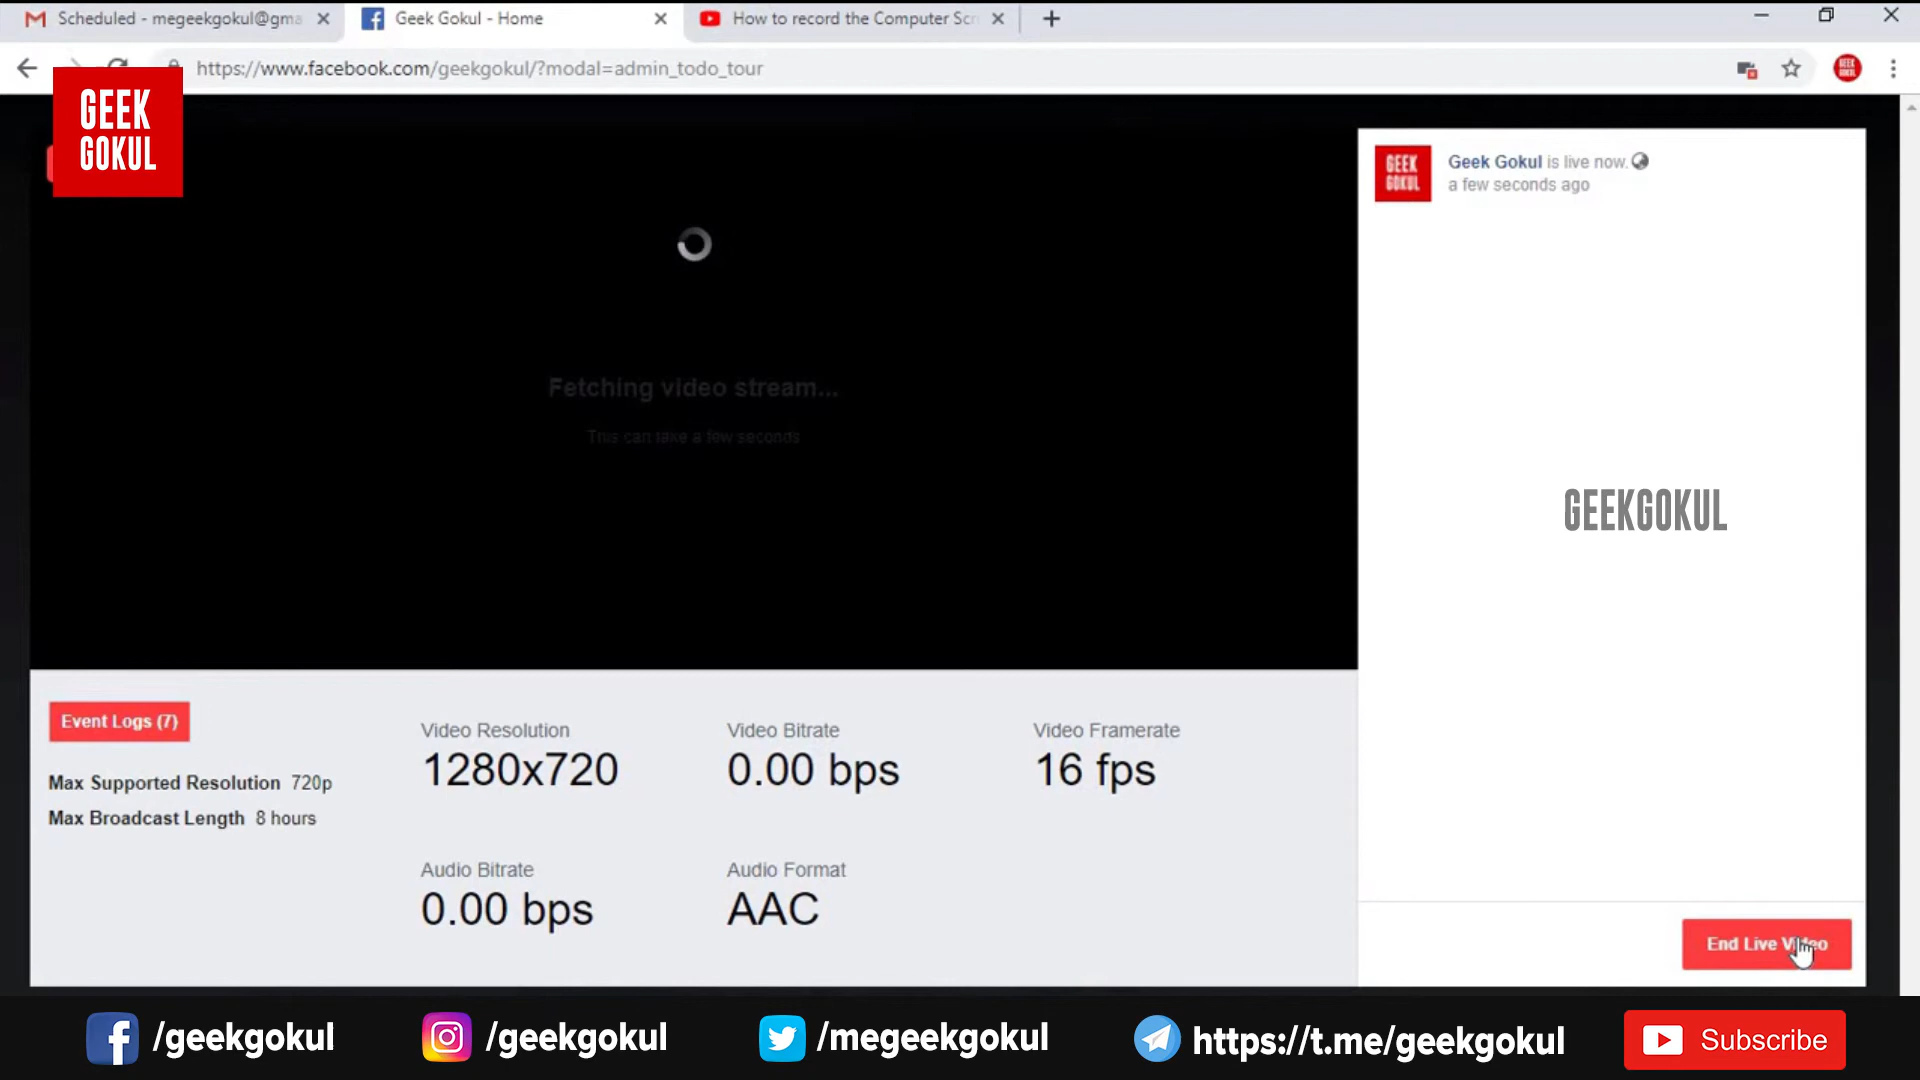 Scheduled - megeekgokul@gma
Geek Gokul - Home
How to record the Computer Scr
https://www.facebook.com/geekgokul/?modal=admin_todo_tour
GEEK
GOKUL
GEEK
GOKUL
Geek Gokul is live now.
a few seconds ago
Fetching video stream...
This can take a few seconds
GEEKGOKUL
Event Logs (7)
Max Supported Resolution 720p
Max Broadcast Length 8 hours
Video Resolution
1280x720
Video Bitrate
0.00 bps
Video Framerate
16 fps
Audio Bitrate
0.00 bps
Audio Format
AAC
End Live Video
/geekgokul
/geekgokul
/megeekgokul
https://t.me/geekgokul
Subscribe